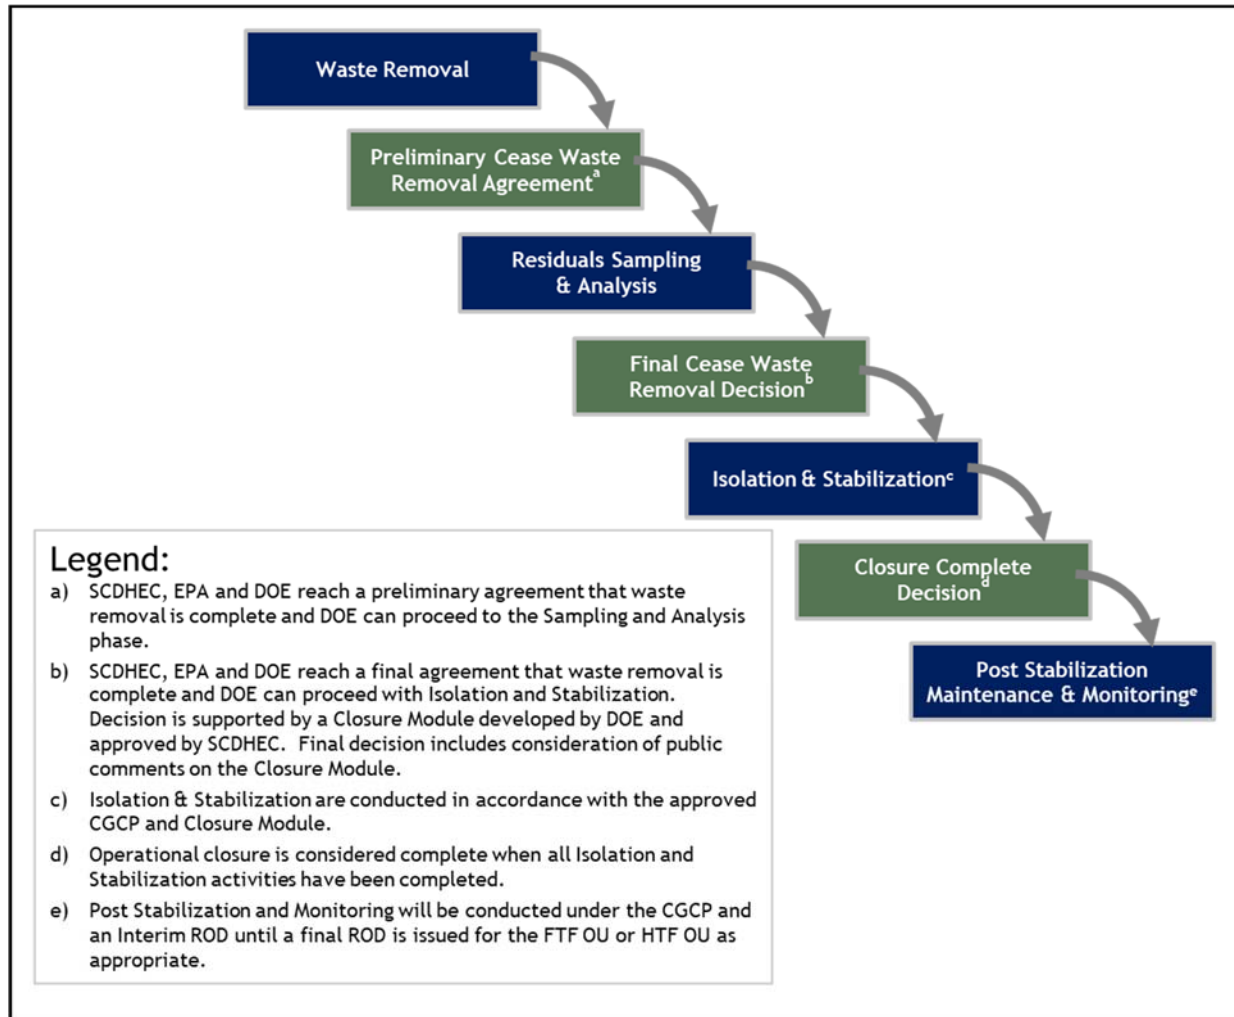 Waste Removal
Preliminary Cease Waste
Removal Agreementa
Residuals Sampling
& Analysis
Final Cease Waste
Removal Decisionb
Isolation & Stabilizationc
Closure Complete
Decisiond
Post Stabilization
Maintenance & Monitoringe
Legend:
a) SCDHEC, EPA and DOE reach a preliminary agreement that waste
removal is complete and DOE can proceed to the Sampling and Analysis
phase.
b) SCDHEC, EPA and DOE reach a final agreement that waste removal is
complete and DOE can proceed with Isolation and Stabilization.
Decision is supported by a Closure Module developed by DOE and
approved by SCDHEC. Final decision includes consideration of public
comments on the Closure Module.
c) Isolation & Stabilization are conducted in accordance with the approved
CGCP and Closure Module.
d) Operational closure is considered complete when all Isolation and
Stabilization activities have been completed.
e) Post Stabilization and Monitoring will be conducted under the CGCP and
an Interim ROD until a final ROD is issued for the FTF OU or HTF OU as
appropriate.